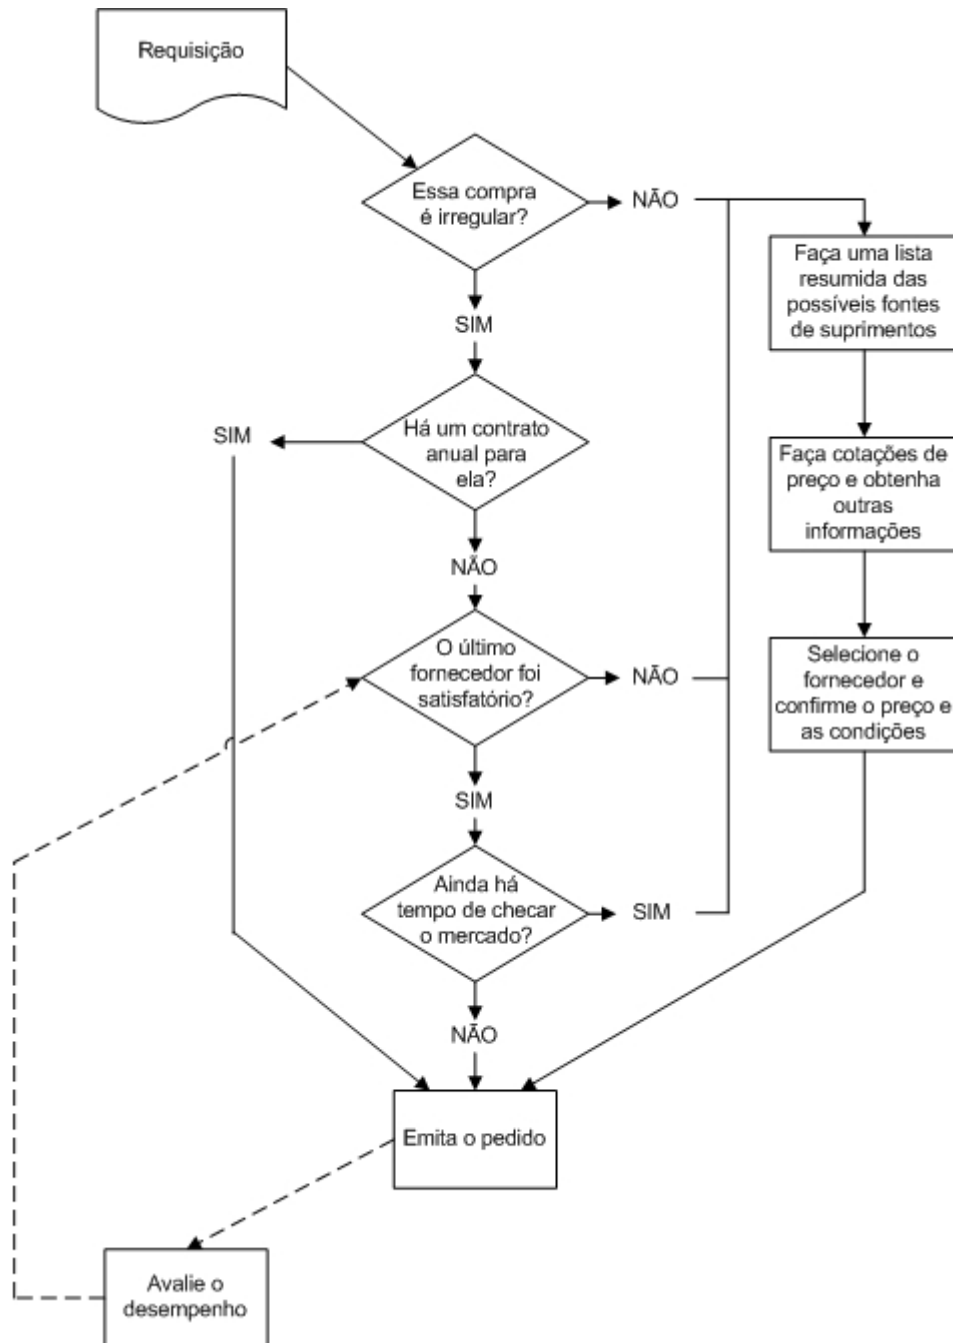 Requisição
Essa compra
é irregular?
NÃO
Faça uma lista
resumida das
possíveis fontes
de suprimentos
SIM
SIM
Há um contrato
anual para
ela?
Faça cotações de
preço e obtenha
outras
informações
NÃO
O último
fornecedor foi
satisfatório?
NÃO
Selecione o
fornecedor e
confirme o preço e
as condições
SIM
Ainda há
tempo de checar
o mercado?
SIM
NÃO
Emita o pedido
Avalie o
desempenho